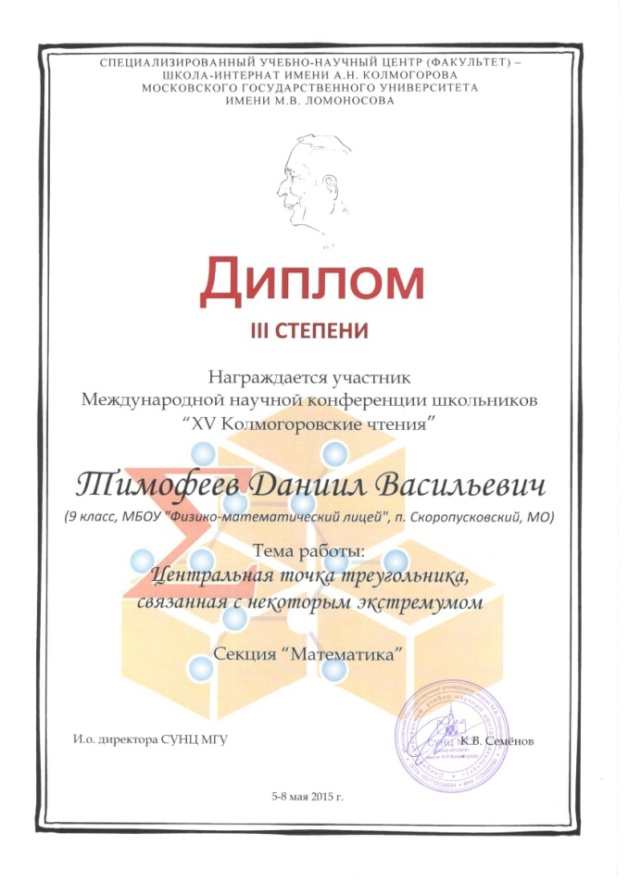 СПЕЦИАЛИЗИРОВАННЫЙ УЧЕБНО-НАУЧНЫЙ ЦЕНТР (ФАКУЛЬТЕТ) –
ШКОЛА-ИНТЕРНАТ ИМЕНИ А.Н. КОЛМОГОРОВА
МОСКОВСКОГО ГОСУДАРСТВЕННОГО УНИВЕРСИТЕТА
ИМЕНИ М.В. ЛОМОНОСОВА
Диплом
III СТЕПЕНИ
Награждается участник
Международной научной конференции школьников
“XV Колмогоровские чтения”
Тимофеев Даниил Васильевич
(9 класс, МБОУ "Физико-математический лицей", п. Скоропусковский, МО)
Тема работы:
Центральная точка треугольника,
связанная с некоторым экстремумом
Секция “Математика”
И.о. директора СУНЦ МГУ
К.В. Семёнов
5-8 мая 2015 г.